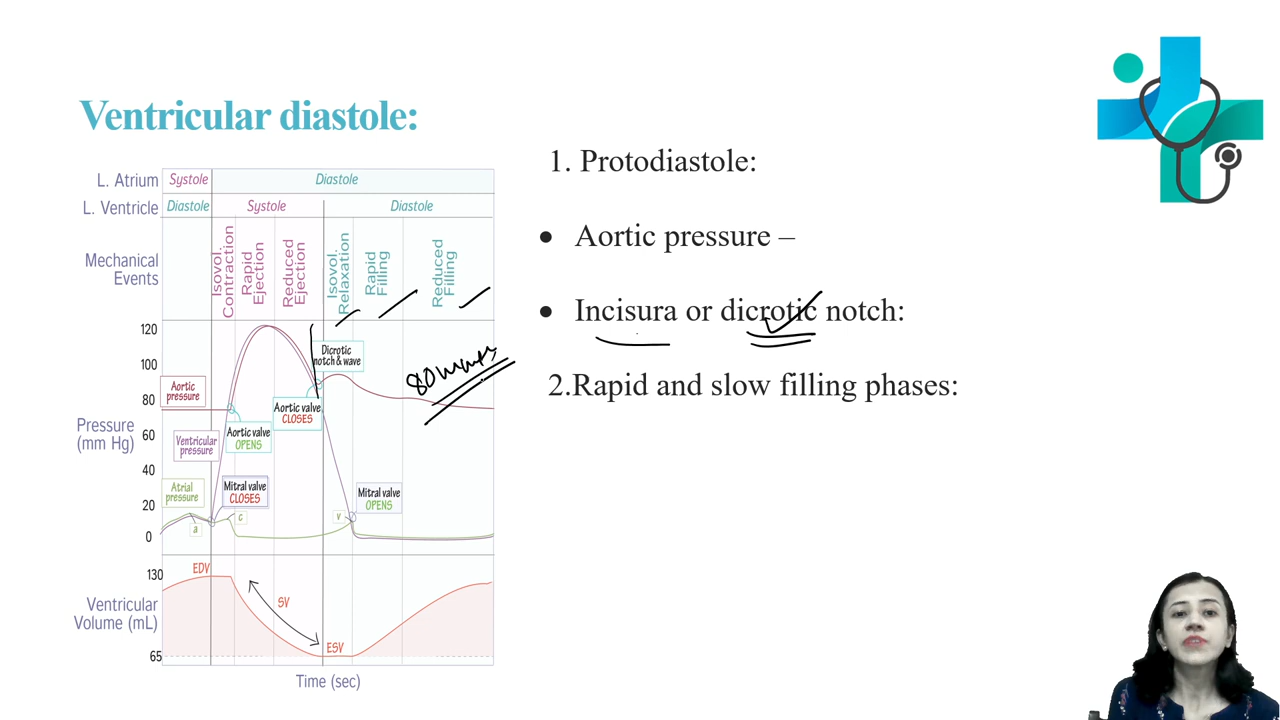 Ventricular diastole:
1. Protodiastole:
• Aortic pressure –
• Incisura or dicrotic notch:
2.Rapid and slow filling phases:
L. Atrium
Systole
Diastole
L. Ventricle
Diastole
Systole
Diastole
Mechanical
Events
Isovol.
Contraction
Rapid
Ejection
Reduced
Ejection
Isovol.
Relaxation
Rapid
Filling
Reduced
Filling
Pressure
(mm Hg)
120
100
80
60
40
20
0
Aortic
pressure
Ventricular
pressure
Atrial
pressure
Dicrotic
notch & wave
Aortic valve
CLOSES
Aortic valve
OPENS
Mitral valve
CLOSES
Mitral valve
OPENS
a
c
v
Ventricular
Volume (mL)
130
65
EDV
SV
ESV
Time (sec)